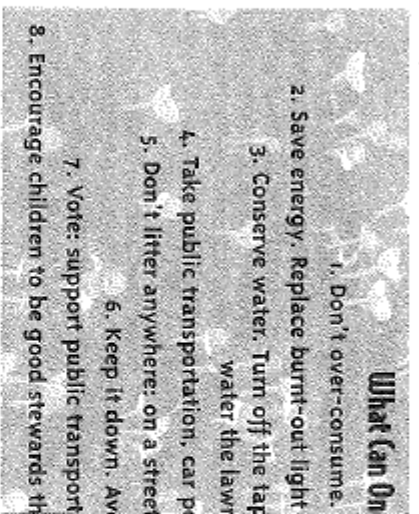 What Can On
1. Don't over-consume.
2. Save energy. Replace burnt-out light
3. Conserve water. Turn off the tap
water the lawn
4. Take public transportation, car po
5. Don't litter anywhere: on a street
6. Keep it down. Av
7. Vote: support public transport
8. Encourage children to be good stewards th